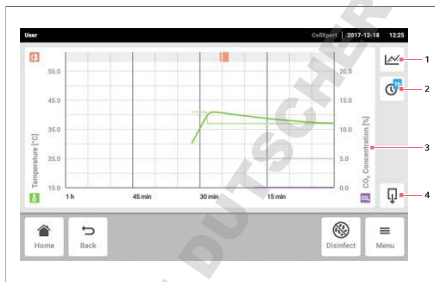 User
CellXpert | 2017-12-18 12:25
55.0
45.0
35.0
25.0
15.0
Temperature [°C]
20.0
15.0
10.0
5.0
0.0
CO₂ Concentration [%]
CO₂
1 h
45 min
30 min
15 min
1
2
3
4
Home
Back
Disinfect
Menu
DUTSCHER